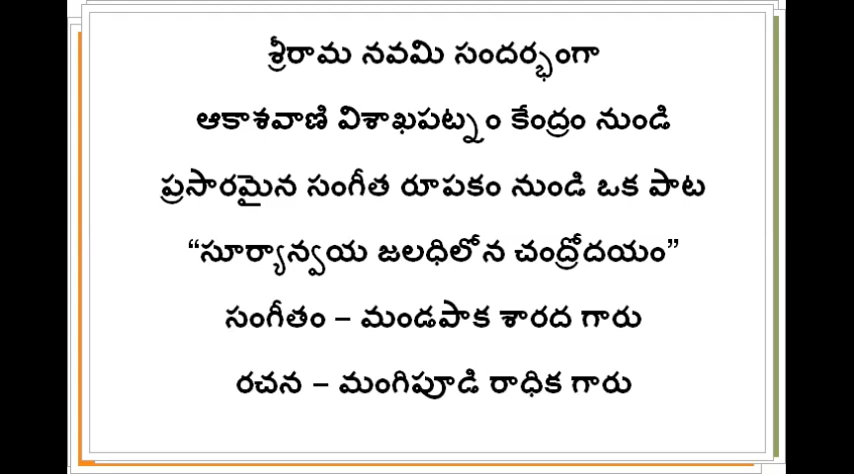 శ్రీరామ నవమి సందర్భంగా
ఆకాశవాణి విశాఖపట్నం కేంద్రం నుండి
ప్రసారమైన సంగీత రూపకం నుండి ఒక పాట
“సూర్యాన్వయ జలధిలోన చంద్రోదయం”
సంగీతం – మండపాక శారద గారు
రచన – మంగిపూడి రాధిక గారు